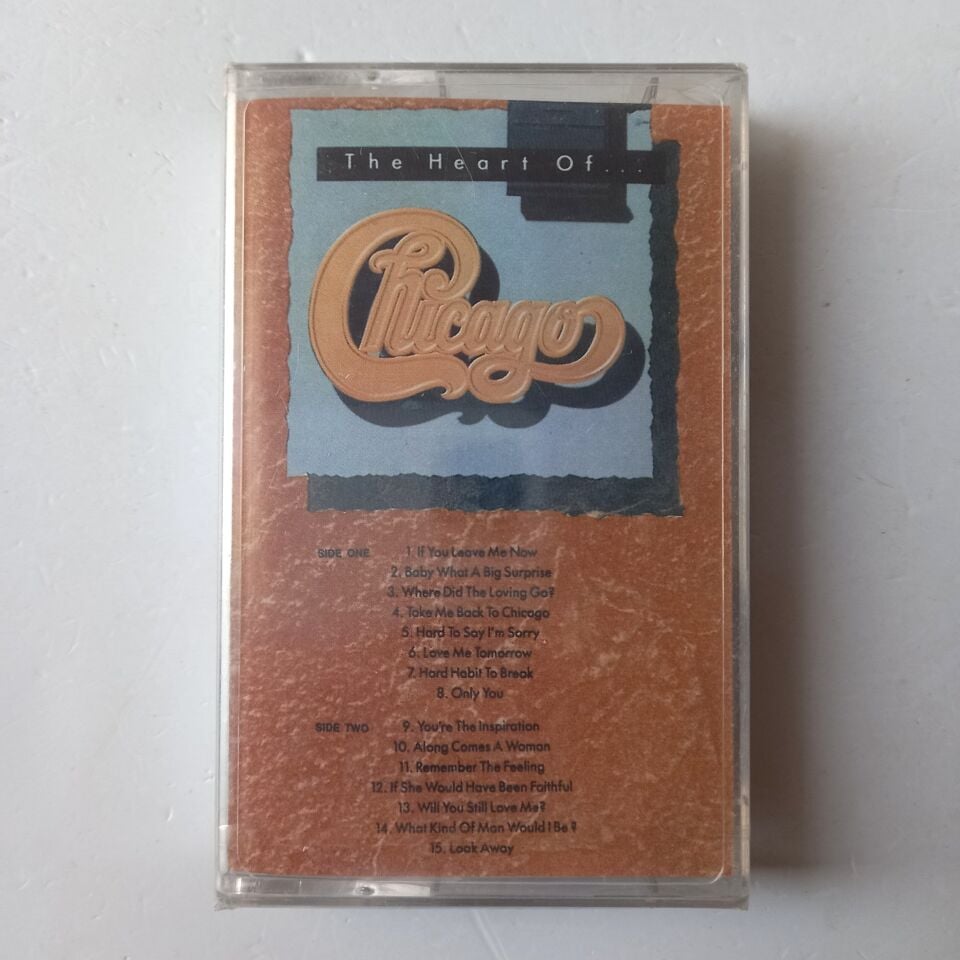 The Heart Of...
Chicago
SIDE ONE 1. If You Leave Me Now
2. Baby What A Big Surprise
3. Where Did The Loving Go?
4. Take Me Back To Chicago
5. Hard To Say I'm Sorry
6. Love Me Tomorrow
7. Hard Habit To Break
8. Only You
SIDE TWO 9. You're The Inspiration
10. Along Comes A Woman
11. Remember The Feeling
12. If She Would Have Been Faithful
13. Will You Still Love Me?
14. What Kind Of Man Would I Be?
15. Look Away